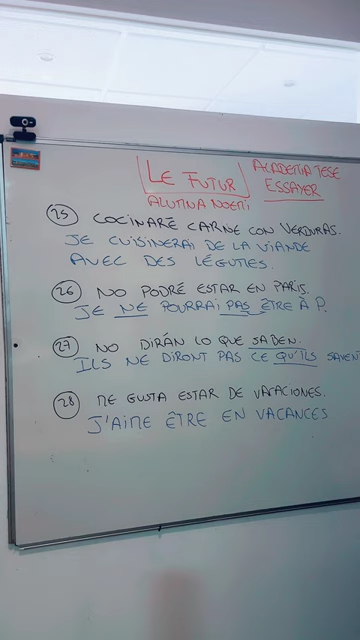 LE FUTUR
ACADEMIA JESE
ESSAYER
ALUMNA NOEMI
25 COCINARÉ CARNE CON VERDURAS.
JE CUISINERAI DE LA VIANDE
AVEC DES LÉGUMES.
26 NO PODRÉ ESTAR EN PARÍS.
JE NE POURRAI PAS ÊTRE À P.
27 NO DIRÁN LO QUE SABEN.
ILS NE DIRONT PAS CE QU'ILS SAVENT
28 ME GUSTA ESTAR DE VACACIONES.
J'AIME ÊTRE EN VACANCES